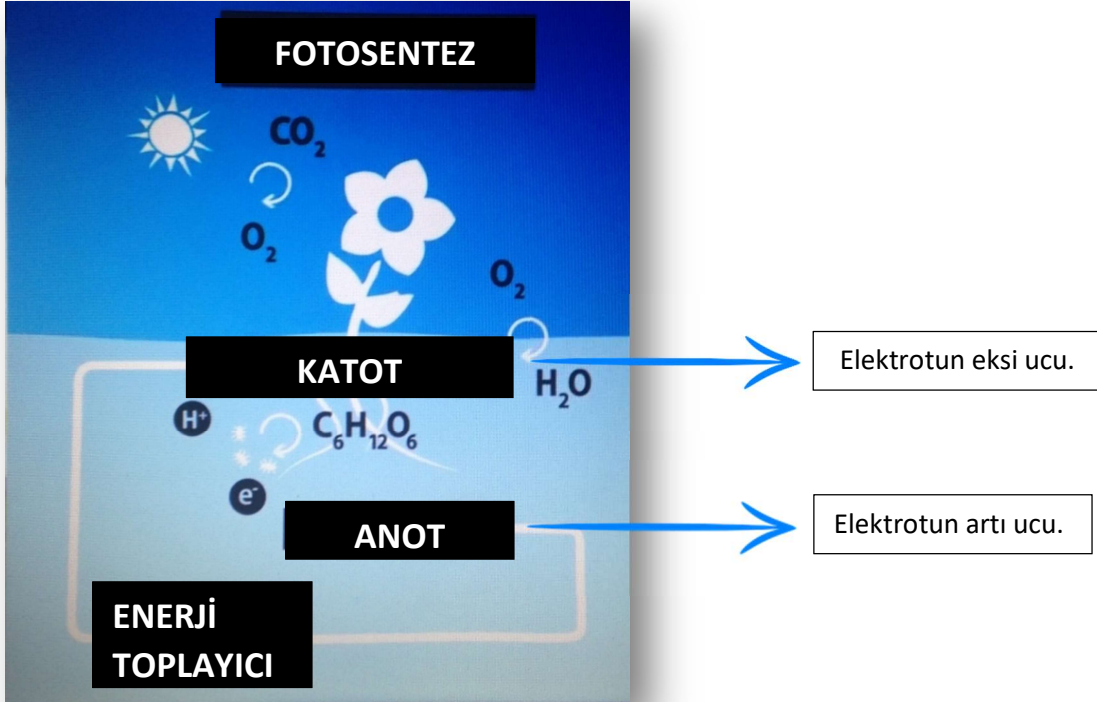 FOTOSENTEZ
CO₂
O₂
O₂
KATOT
Elektrotun eksi ucu.
H₂O
H⁺
C₆H₁₂O₆
e⁻
ANOT
Elektrotun artı ucu.
ENERJİ
TOPLAYICI